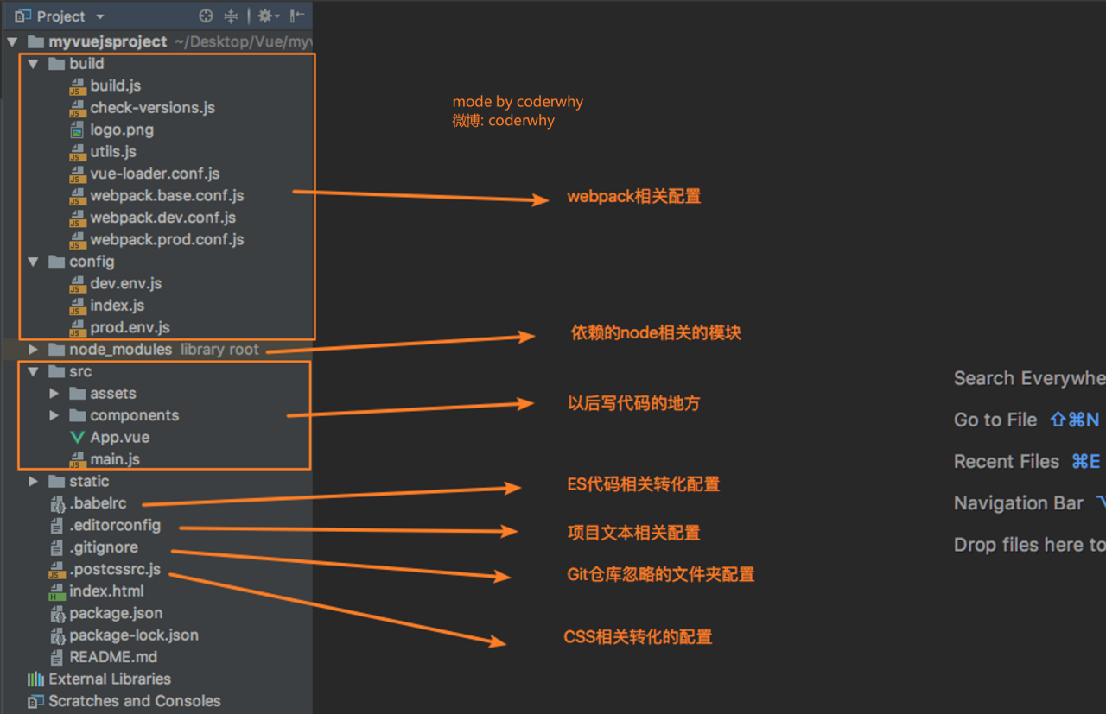 Project
myvuejsproject ~/Desktop/Vue/myv
build
build.js
check-versions.js
logo.png
utils.js
vue-loader.conf.js
webpack.base.conf.js
webpack.dev.conf.js
webpack.prod.conf.js
config
dev.env.js
index.js
prod.env.js
node_modules library root
src
assets
components
App.vue
main.js
static
.babelrc
.editorconfig
.gitignore
.postcssrc.js
index.html
package.json
package-lock.json
README.md
External Libraries
Scratches and Consoles
mode by coderwhy
微博: coderwhy
webpack相关配置
依赖的node相关的模块
以后写代码的地方
ES代码相关转化配置
项目文本相关配置
Git仓库忽略的文件夹配置
CSS相关转化的配置
Search Everywhe
Go to File ⇧⌘N
Recent Files ⌘E
Navigation Bar
Drop files here to